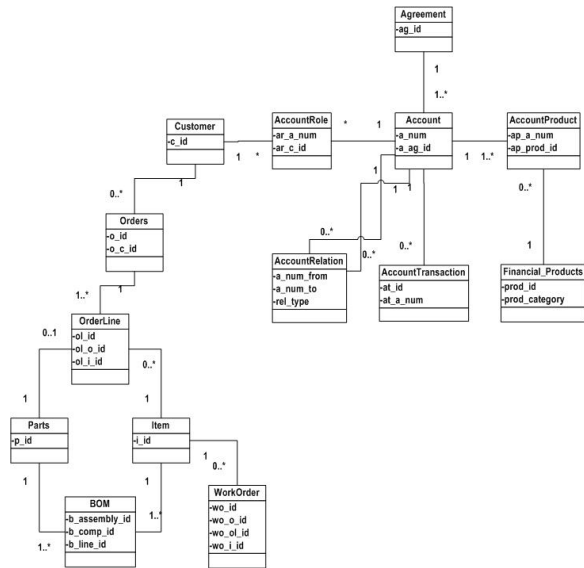 Agreement
-ag_id
1
1..*
Customer
-c_id
1
*
AccountRole
-ar_a_num
-ar_c_id
*
1
Account
-a_num
-a_ag_id
1
1..*
AccountProduct
-ap_a_num
-ap_prod_id
1
0..*
Orders
-o_id
-o_c_id
1
1
1
0..*
0..*
0..*
0..*
1
AccountRelation
-a_num_from
-a_num_to
-rel_type
AccountTransaction
-at_id
-at_a_num
Financial_Products
-prod_id
-prod_category
1
1..*
OrderLine
-ol_id
-ol_o_id
-ol_i_id
0..1
0..*
1
1
Parts
-p_id
Item
-i_id
1
0..*
1
1
BOM
-b_assembly_id
-b_comp_id
-b_line_id
1..*
1..*
WorkOrder
-wo_id
-wo_o_id
-wo_ol_id
-wo_i_id